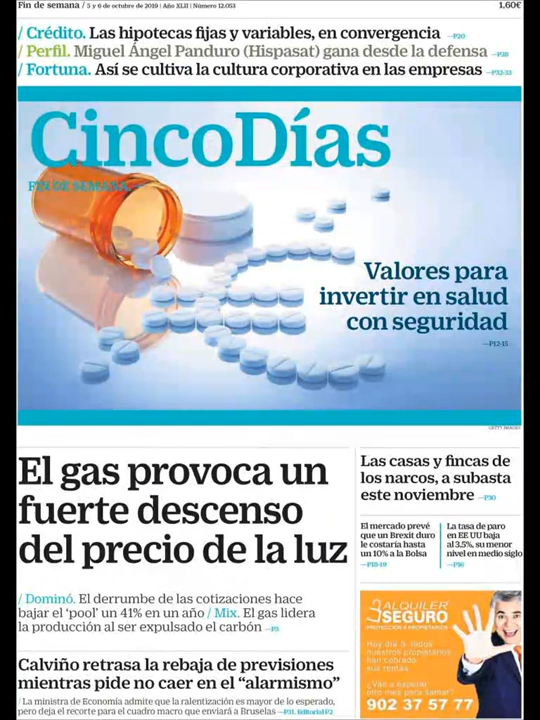 Fin de semana / 5 y 6 de octubre de 2019 | Año XLII | Número 12.053
1,60€
/ Crédito. Las hipotecas fijas y variables, en convergencia —P20
/ Perfil. Miguel Ángel Panduro (Hispasat) gana desde la defensa —P28
/ Fortuna. Así se cultiva la cultura corporativa en las empresas —P32-33
CincoDías
FIN DE SEMANA
Valores para
invertir en salud
con seguridad
—P12-15
GETTY IMAGES
El gas provoca un
fuerte descenso
del precio de la luz
/ Dominó. El derrumbe de las cotizaciones hace
bajar el ‘pool’ un 41% en un año / Mix. El gas lidera
la producción al ser expulsado el carbón —P3
Calviño retrasa la rebaja de previsiones
mientras pide no caer en el “alarmismo”
/ La ministra de Economía admite que la ralentización es mayor de lo esperado,
pero deja el recorte para el cuadro macro que enviará a Bruselas —P31. Editorial P2
Las casas y fincas de
los narcos, a subasta
este noviembre —P30
El mercado prevé
que un Brexit duro
le costaría hasta
un 10% a la Bolsa
—P18-19
La tasa de paro
en EE UU baja
al 3,5%, su menor
nivel en medio siglo
—P16
ALQUILER
SEGURO
PROTECCIÓN A PROPIETARIOS
Hoy día 5, todos
nuestros propietarios
han cobrado
sus rentas
¿Vas a esperar
otro mes para llamar?
902 37 57 77